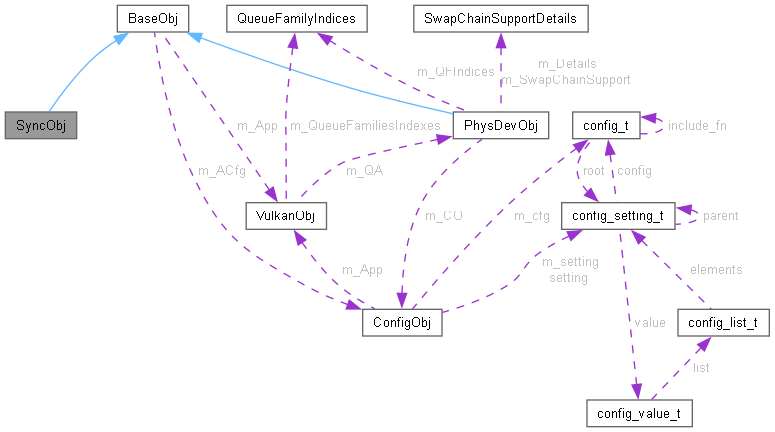 BaseObj
QueueFamilyIndices
SwapChainSupportDetails
m_QFIndices
m_Details
m_SwapChainSupport
SyncObj
m_App
m_QueueFamiliesIndexes
PhysDevObj
config_t
include_fn
m_ACfg
m_QA
root
config
VulkanObj
m_CO
m_cfg
config_setting_t
parent
m_App
m_setting
setting
elements
ConfigObj
value
config_list_t
list
config_value_t